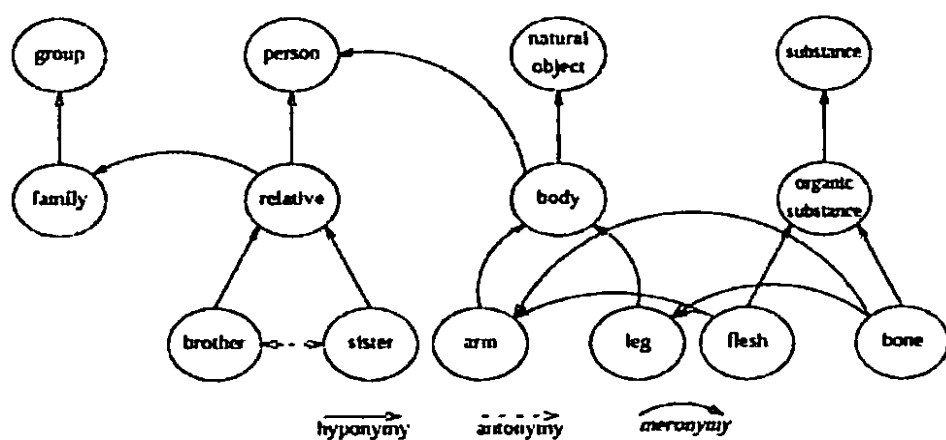 group
person
natural
object
substance
family
relative
body
organic
substance
brother
sister
arm
leg
flesh
bone
hyponymy
antonymy
meronymy